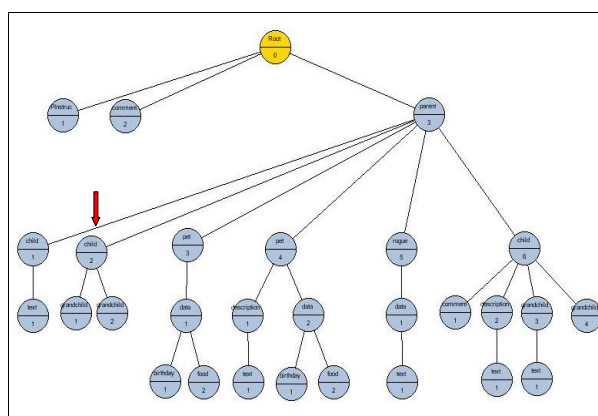 Root
0
PInstruc
1
comment
2
parent
3
child
1
child
2
pet
3
pet
4
rogue
5
child
6
text
1
grandchild
1
grandchild
2
data
1
description
1
data
2
data
1
comment
1
description
2
grandchild
3
grandchild
4
birthday
1
food
2
text
1
birthday
1
food
2
text
1
text
1
text
1